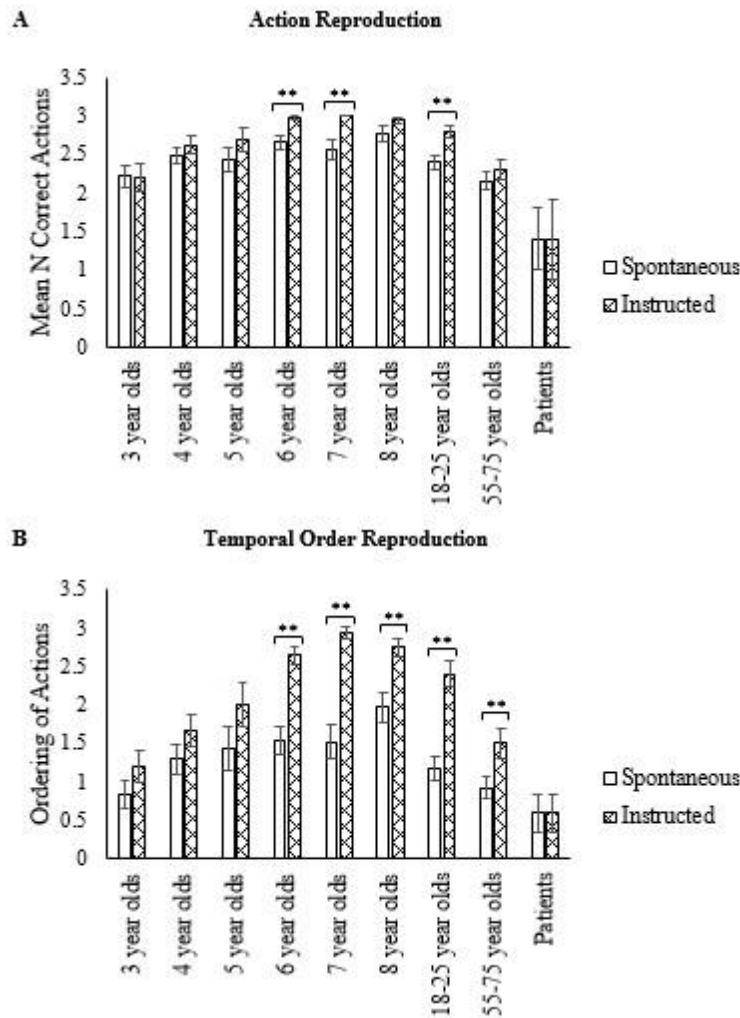 A Action Reproduction
Mean N Correct Actions
3.5
3
2.5
2
1.5
1
0.5
0
** ** **
Spontaneous
Instructed
3 year olds
4 year olds
5 year olds
6 year olds
7 year olds
8 year olds
18-25 year olds
55-75 year olds
Patients
B Temporal Order Reproduction
Ordering of Actions
3.5
3
2.5
2
1.5
1
0.5
0
** ** ** ** **
Spontaneous
Instructed
3 year olds
4 year olds
5 year olds
6 year olds
7 year olds
8 year olds
18-25 year olds
55-75 year olds
Patients